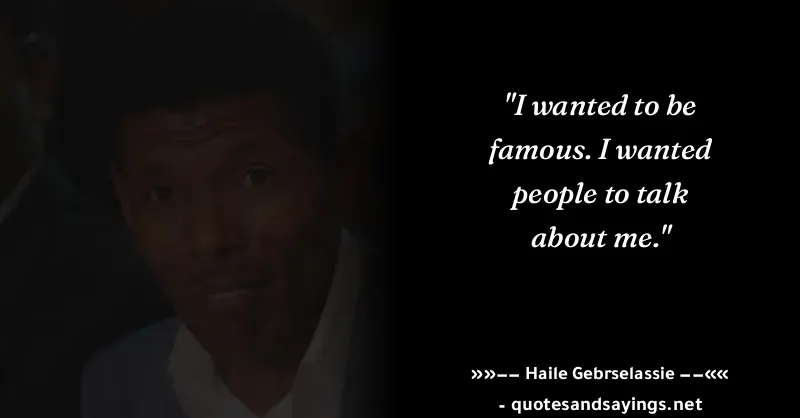 "I wanted to be
famous. I wanted
people to talk
about me."
»»—— Haile Gebrselassie ——««
- quotesandsayings.net